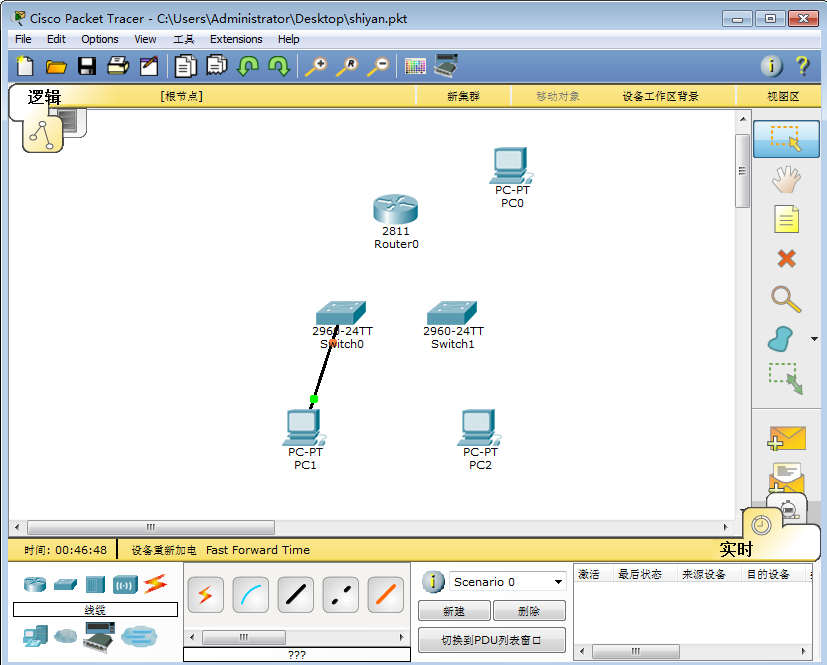 Cisco Packet Tracer - C:\Users\Administrator\Desktop\shiyan.pkt
File Edit Options View 工具 Extensions Help
逻辑 [根节点] 新集群 移动对象 设备工作区背景 视图区
PC-PT
PC0
2811
Router0
2960-24TT
Switch0
2960-24TT
Switch1
PC-PT
PC1
PC-PT
PC2
时间: 00:46:48 设备重新加电 Fast Forward Time 实时
线缆
???
Scenario 0
新建 删除
切换到PDU列表窗口
激活 最后状态 来源设备 目的设备